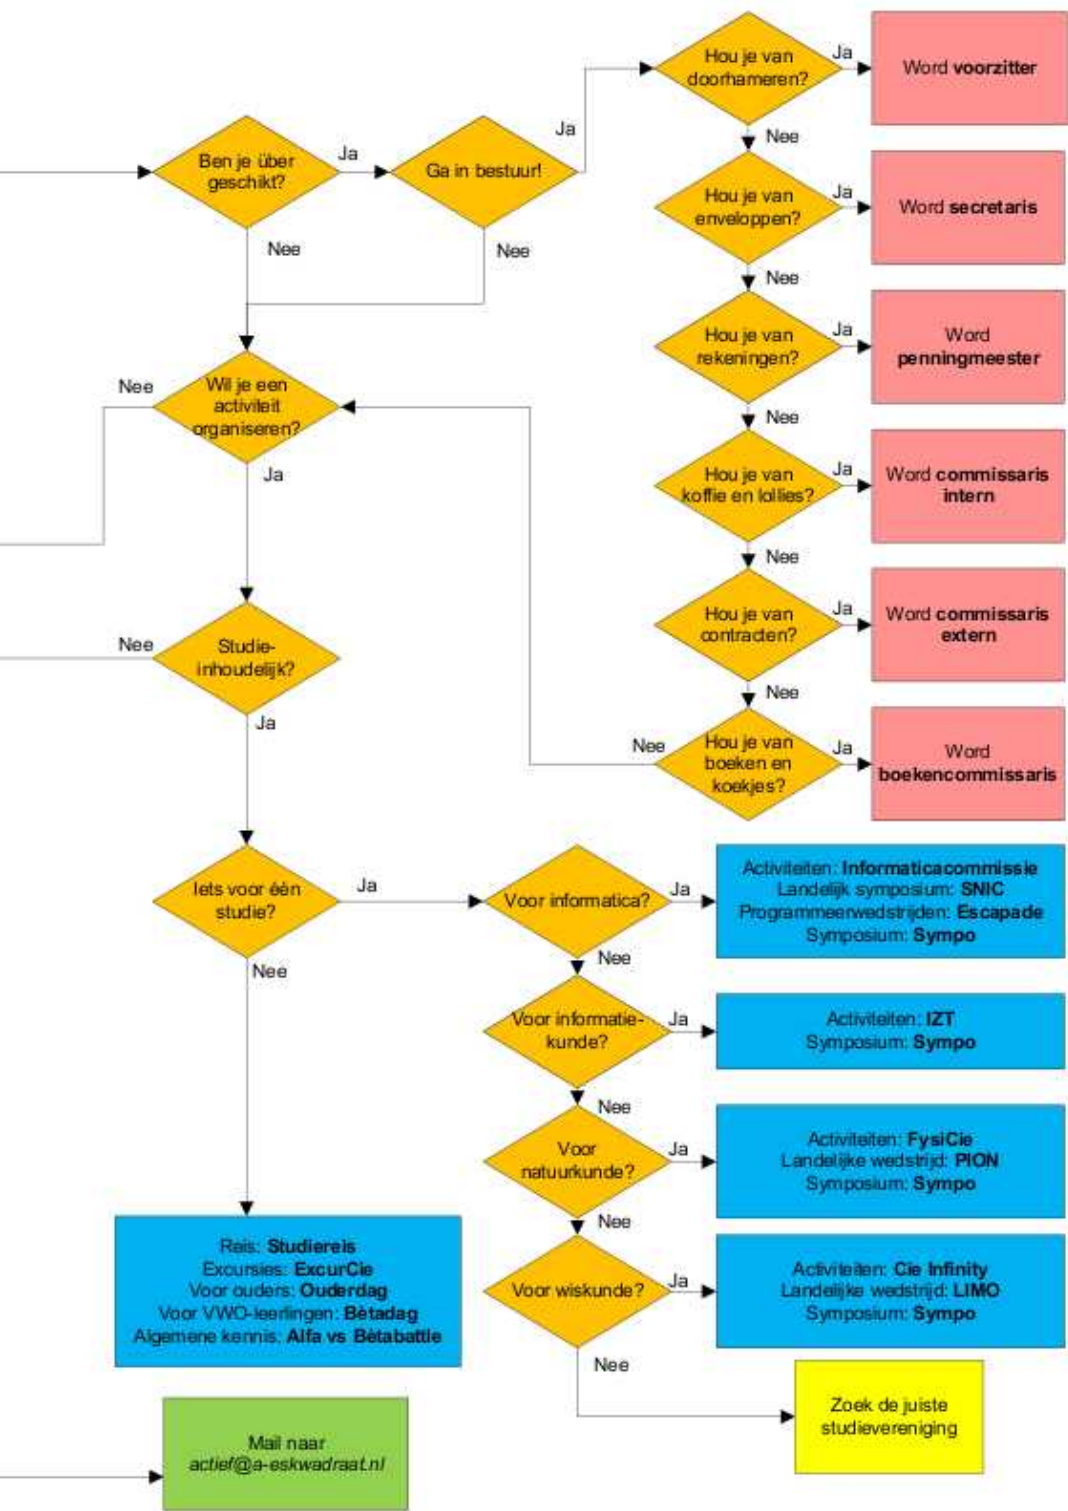 Hou je van
doorhameren?
Ja
Word voorzitter
Nee
Ben je über
geschikt?
Ja
Ga in bestuur!
Ja
Nee
Nee
Hou je van
enveloppen?
Ja
Word secretaris
Nee
Hou je van
rekeningen?
Ja
Word
penningmeester
Nee
Wil je een
activiteit
organiseren?
Nee
Ja
Hou je van
koffie en lollies?
Ja
Word commissaris
intern
Nee
Hou je van
contracten?
Ja
Word commissaris
extern
Nee
Studie-
inhoudelijk?
Nee
Ja
Hou je van
boeken en
koekjes?
Nee
Ja
Word
boekencommissaris
Iets voor één
studie?
Ja
Nee
Voor informatica?
Ja
Activiteiten: Informaticacommissie
Landelijk symposium: SNIC
Programmeerwedstrijden: Escapade
Symposium: Sympo
Nee
Voor informatie-
kunde?
Ja
Activiteiten: IZT
Symposium: Sympo
Nee
Voor
natuurkunde?
Ja
Activiteiten: FysiCie
Landelijke wedstrijd: PION
Symposium: Sympo
Nee
Voor wiskunde?
Ja
Activiteiten: Cie Infinity
Landelijke wedstrijd: LIMO
Symposium: Sympo
Nee
Reis: Studiereis
Excursies: ExcurCie
Voor ouders: Ouderdag
Voor VWO-leerlingen: Bètadag
Algemene kennis: Alfa vs Bètabattle
Zoek de juiste
studievereniging
Mail naar
actief@a-eskwadraat.nl